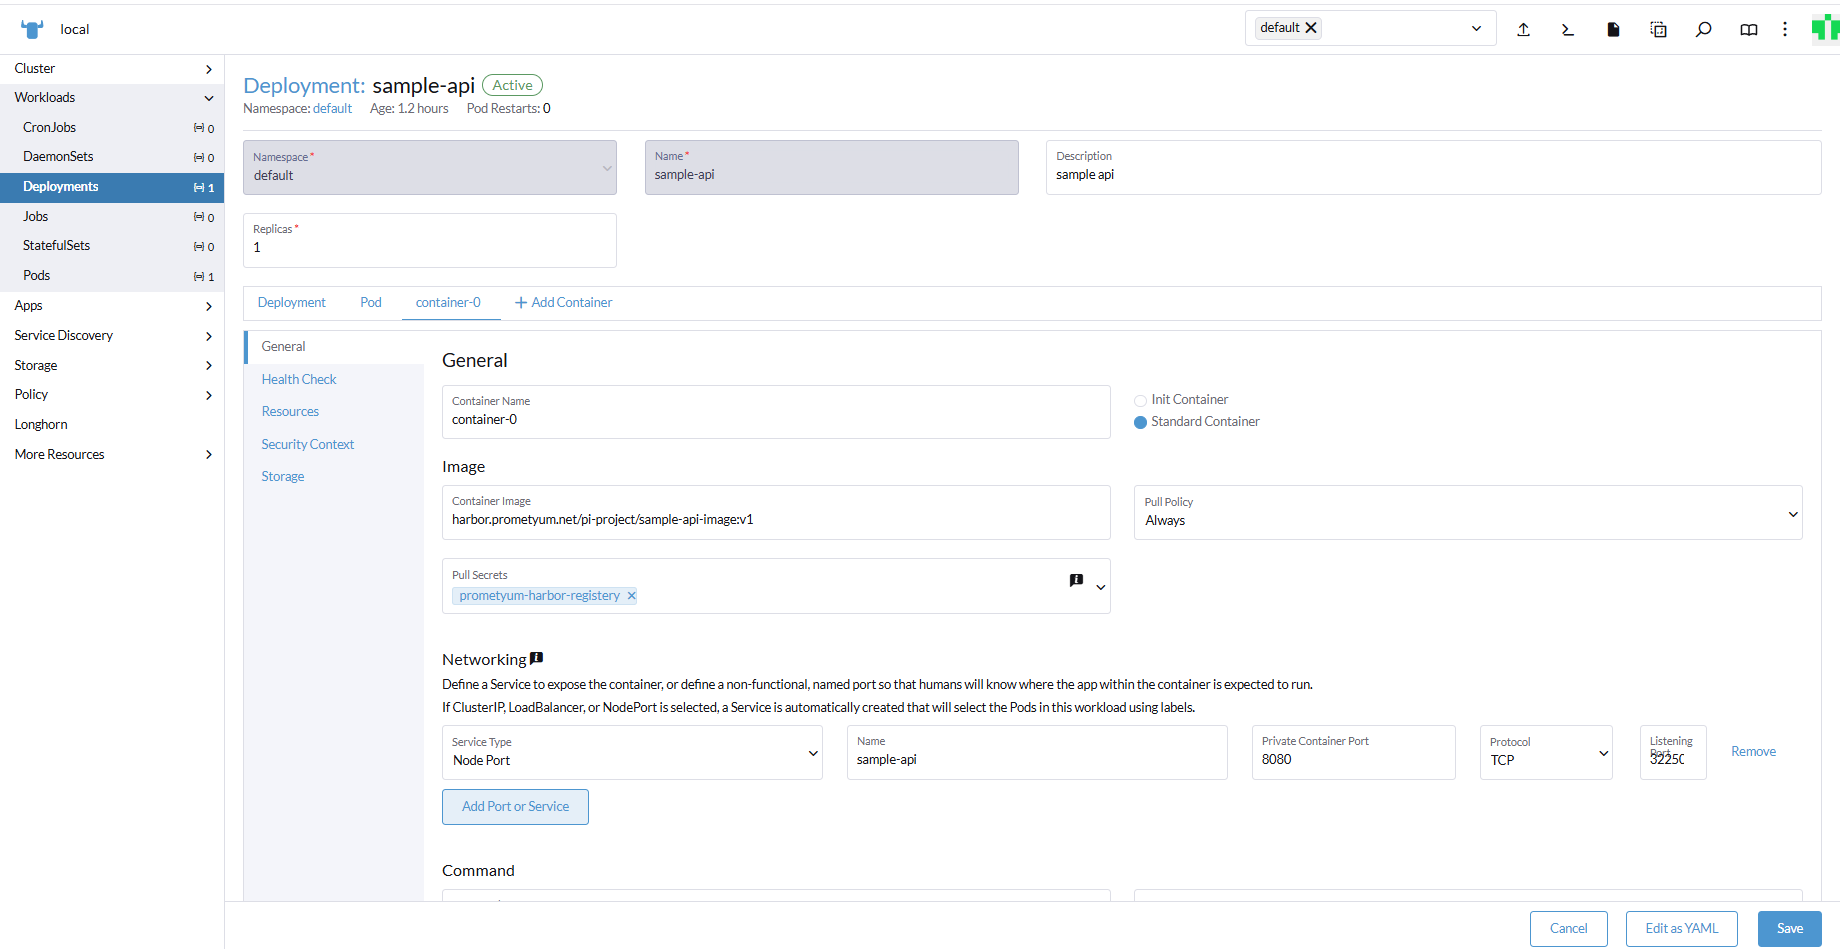 local
default
Cluster
Workloads
CronJobs 0
DaemonSets 0
Deployments 1
Jobs 0
StatefulSets 0
Pods 1
Apps
Service Discovery
Storage
Policy
Longhorn
More Resources
Deployment: sample-api Active
Namespace: default Age: 1.2 hours Pod Restarts: 0
Namespace *
default
Name *
sample-api
Description
sample api
Replicas *
1
Deployment Pod container-0 + Add Container
General
Health Check
Resources
Security Context
Storage
General
Container Name
container-0
Init Container
Standard Container
Image
Container Image
harbor.prometyum.net/pi-project/sample-api-image:v1
Pull Policy
Always
Pull Secrets
prometyum-harbor-registery
Networking
Define a Service to expose the container, or define a non-functional, named port so that humans will know where the app within the container is expected to run.
If ClusterIP, LoadBalancer, or NodePort is selected, a Service is automatically created that will select the Pods in this workload using labels.
Service Type
Node Port
Name
sample-api
Private Container Port
8080
Protocol
TCP
Listening
Port
3225
Remove
Add Port or Service
Command
Cancel
Edit as YAML
Save